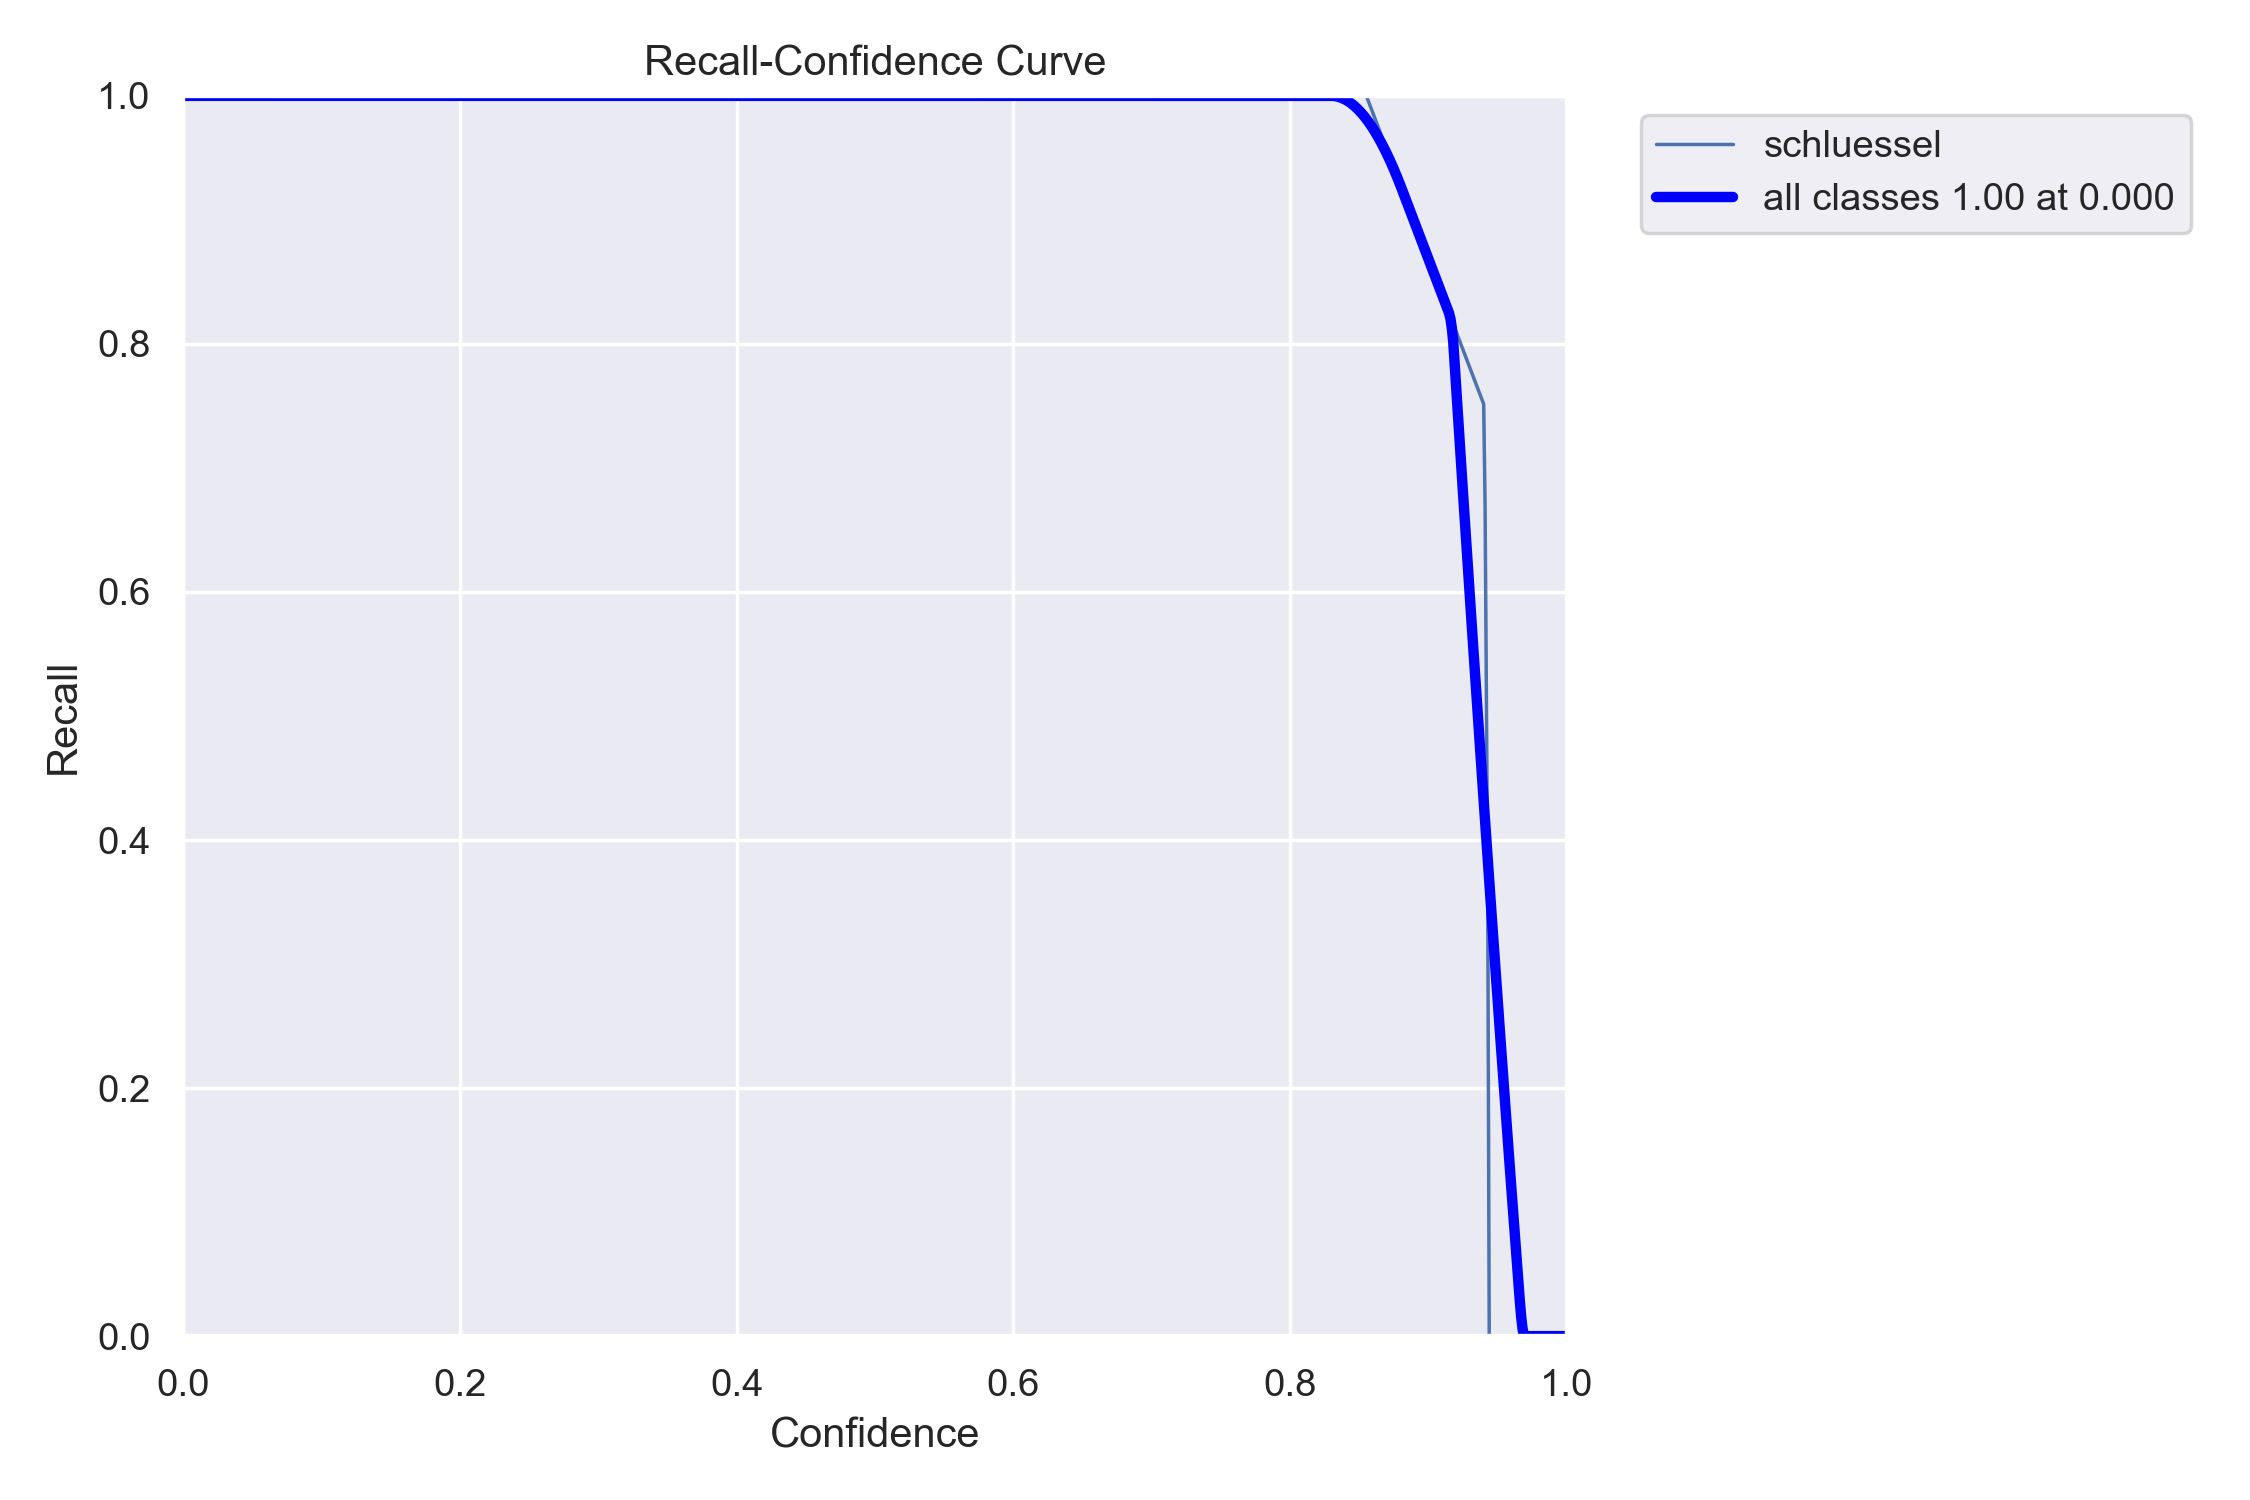 Recall-Confidence Curve
1.0
0.8
0.6
0.4
0.2
0.0
Recall
0.0 0.2 0.4 0.6 0.8 1.0
Confidence
schluessel
all classes 1.00 at 0.000